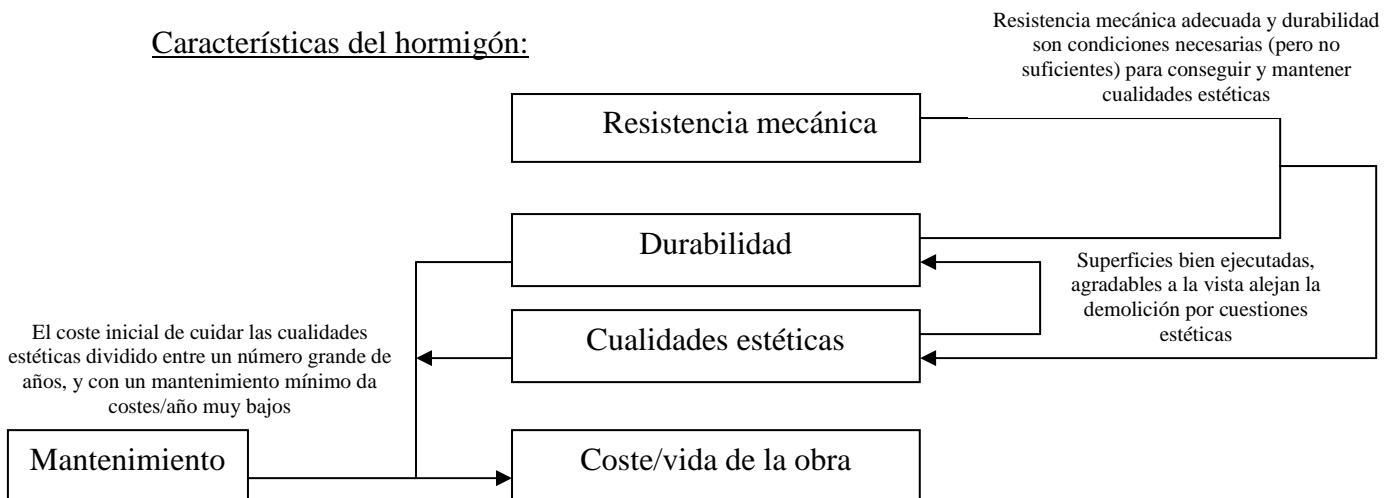 Características del hormigón:
Resistencia mecánica adecuada y durabilidad
son condiciones necesarias (pero no
suficientes) para conseguir y mantener
cualidades estéticas
Resistencia mecánica
Durabilidad
Superficies bien ejecutadas,
agradables a la vista alejan la
demolición por cuestiones
estéticas
Cualidades estéticas
El coste inicial de cuidar las cualidades
estéticas dividido entre un número grande de
años, y con un mantenimiento mínimo da
costes/año muy bajos
Mantenimiento
Coste/vida de la obra